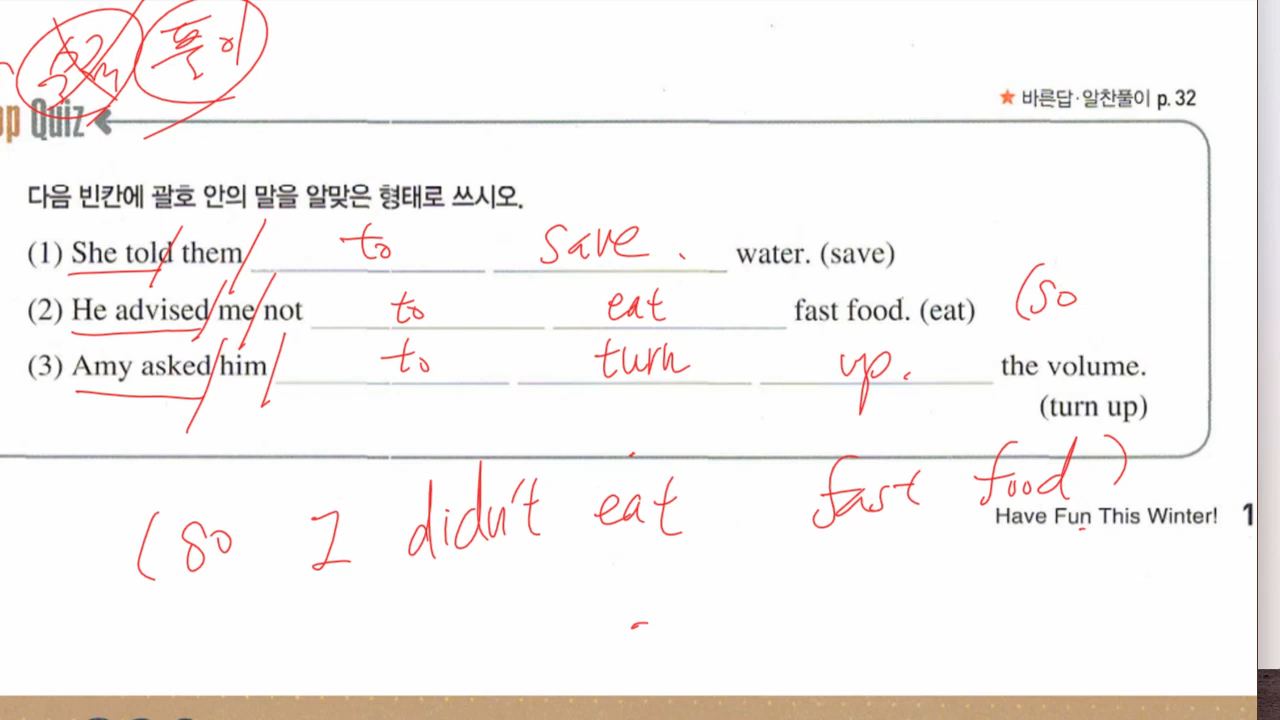 풀이
Quiz
★ 바른답·알찬풀이 p. 32
다음 빈칸에 괄호 안의 말을 알맞은 형태로 쓰시오.
(1) She told them to save. water. (save)
(2) He advised me not to eat fast food. (eat) (so
(3) Amy asked him to turn up. the volume.
(turn up)
(so I didn't eat fast food)
Have Fun This Winter! 1